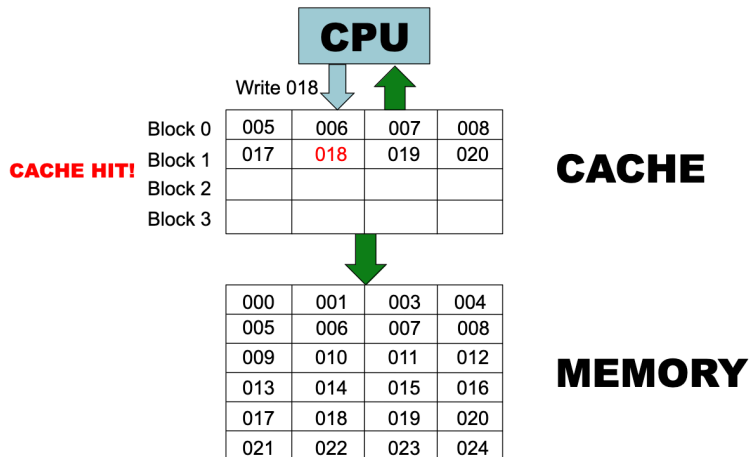 CPU
Write 018
Block 0 005 006 007 008
CACHE HIT! Block 1 017 018 019 020 CACHE
Block 2
Block 3
000 001 003 004
005 006 007 008
009 010 011 012
013 014 015 016 MEMORY
017 018 019 020
021 022 023 024